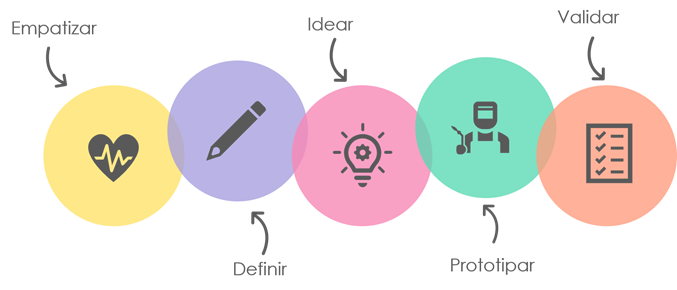 Empatizar
Definir
Idear
Prototipar
Validar